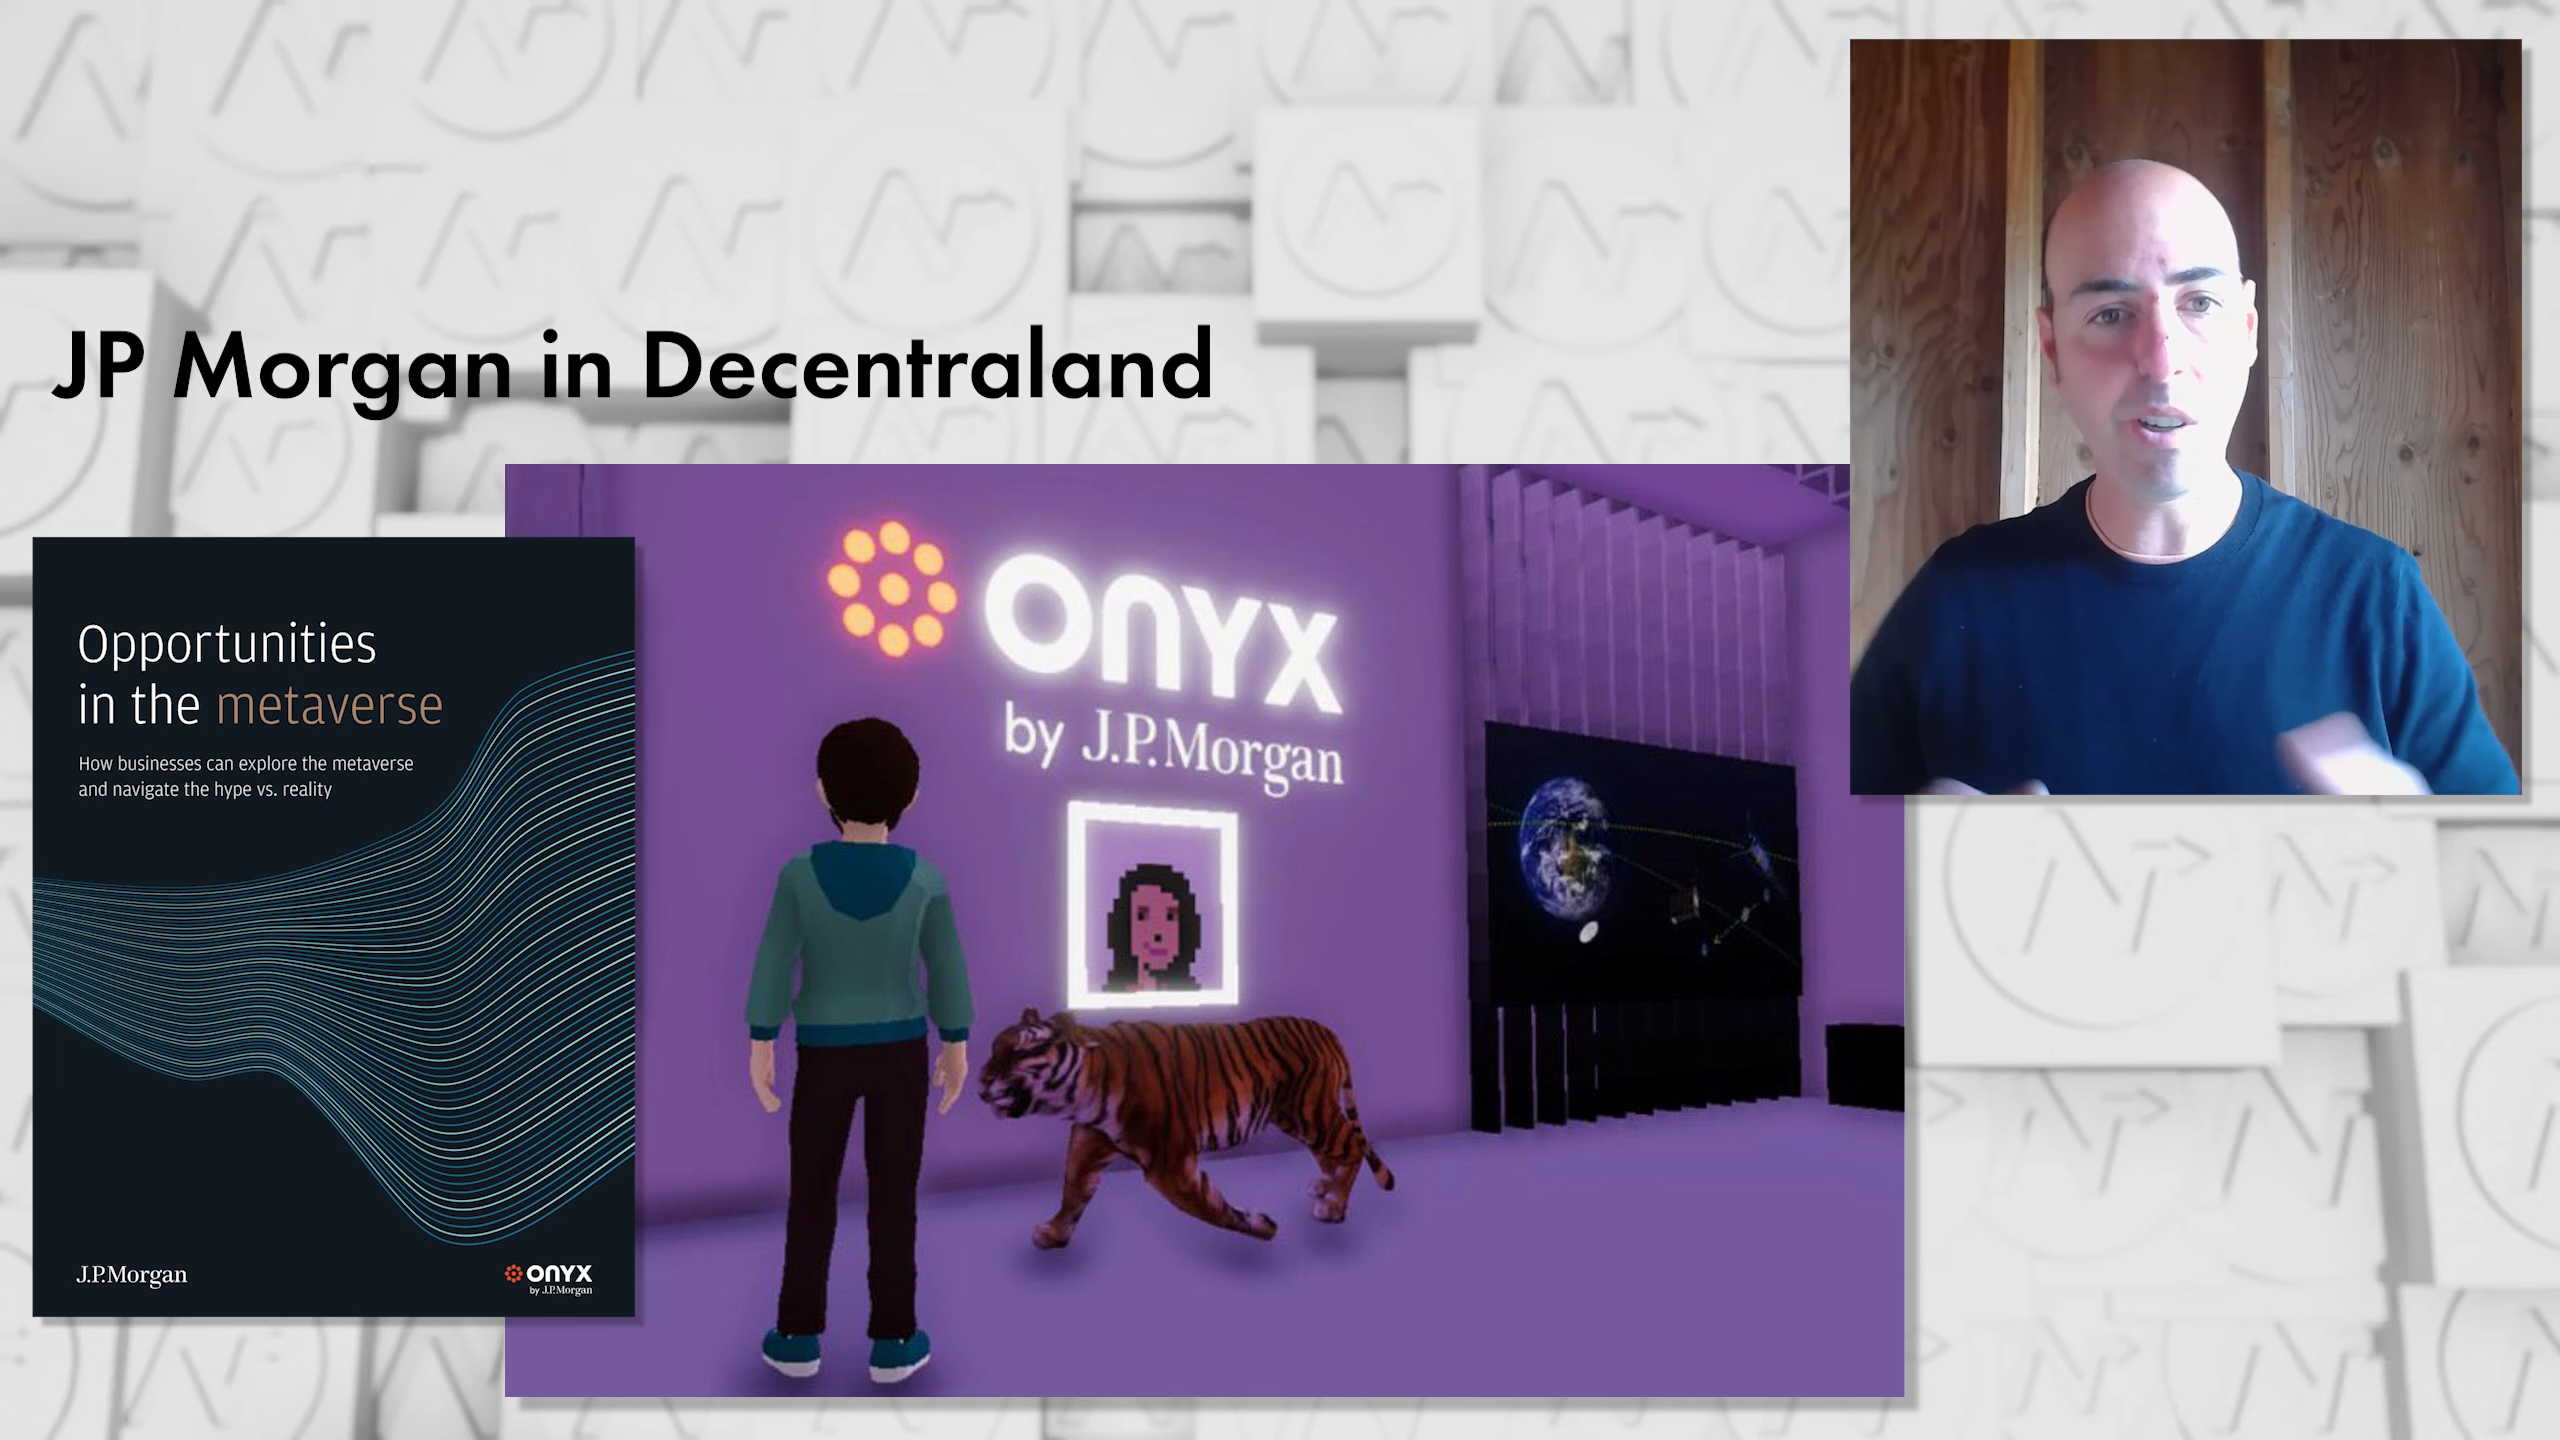 JP Morgan in Decentraland
Opportunities
in the metaverse
How businesses can explore the metaverse
and navigate the hype vs. reality
J.P.Morgan
ONYX
by J.P.Morgan
ONYX
by J.P.Morgan